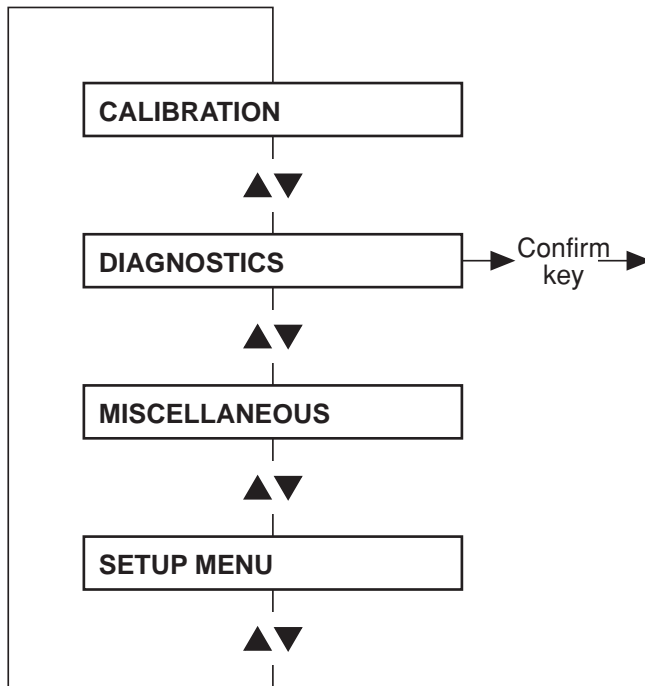 CALIBRATION
▲▼
DIAGNOSTICS
Confirm
key
▲▼
MISCELLANEOUS
▲▼
SETUP MENU
▲▼